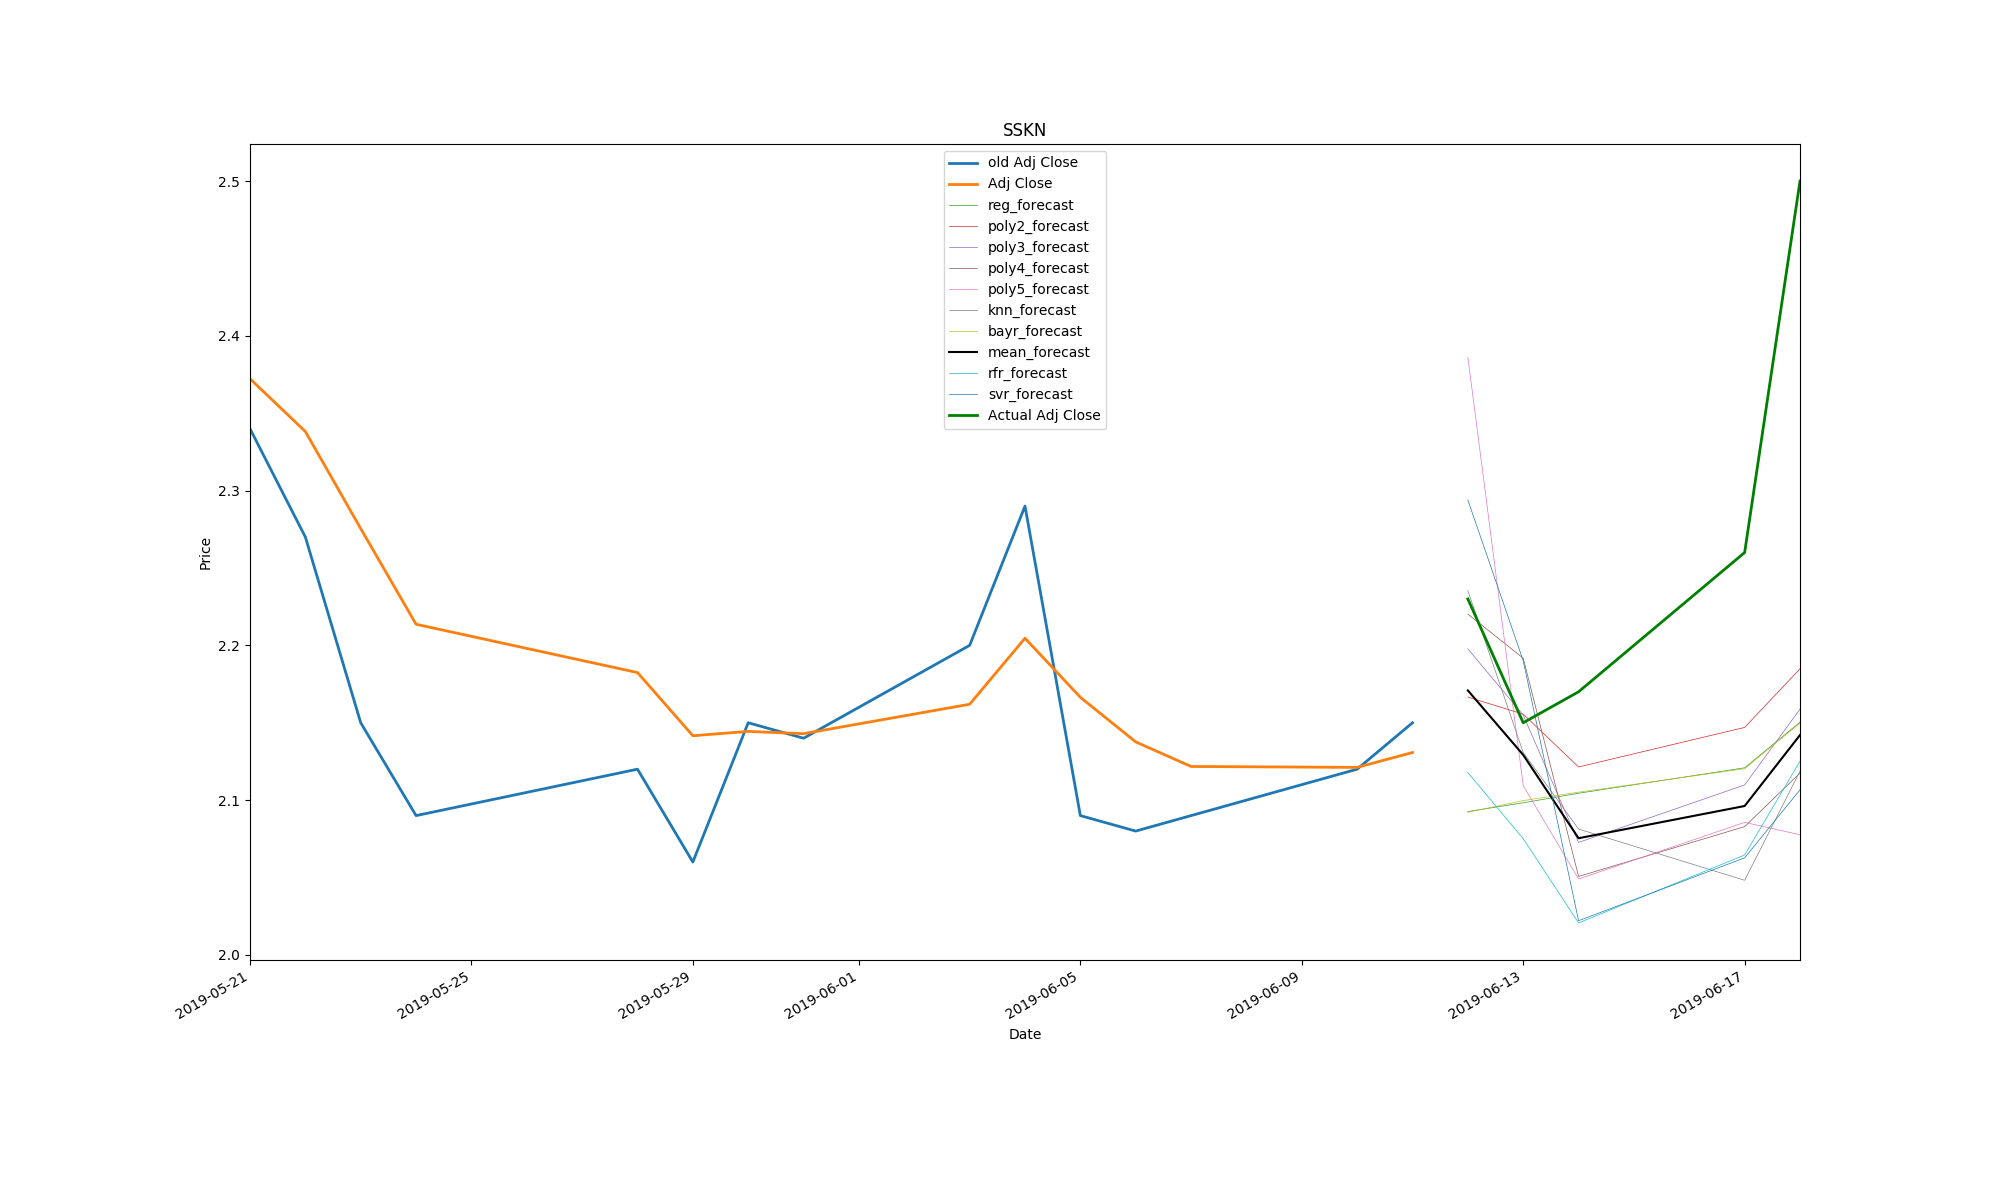 SSKN
old Adj Close
Adj Close
reg_forecast
poly2_forecast
poly3_forecast
poly4_forecast
poly5_forecast
knn_forecast
bayr_forecast
mean_forecast
rfr_forecast
svr_forecast
Actual Adj Close
2.5
2.4
2.3
2.2
2.1
2.0
Price
2019-05-21
2019-05-25
2019-05-29
2019-06-01
2019-06-05
2019-06-09
2019-06-13
2019-06-17
Date